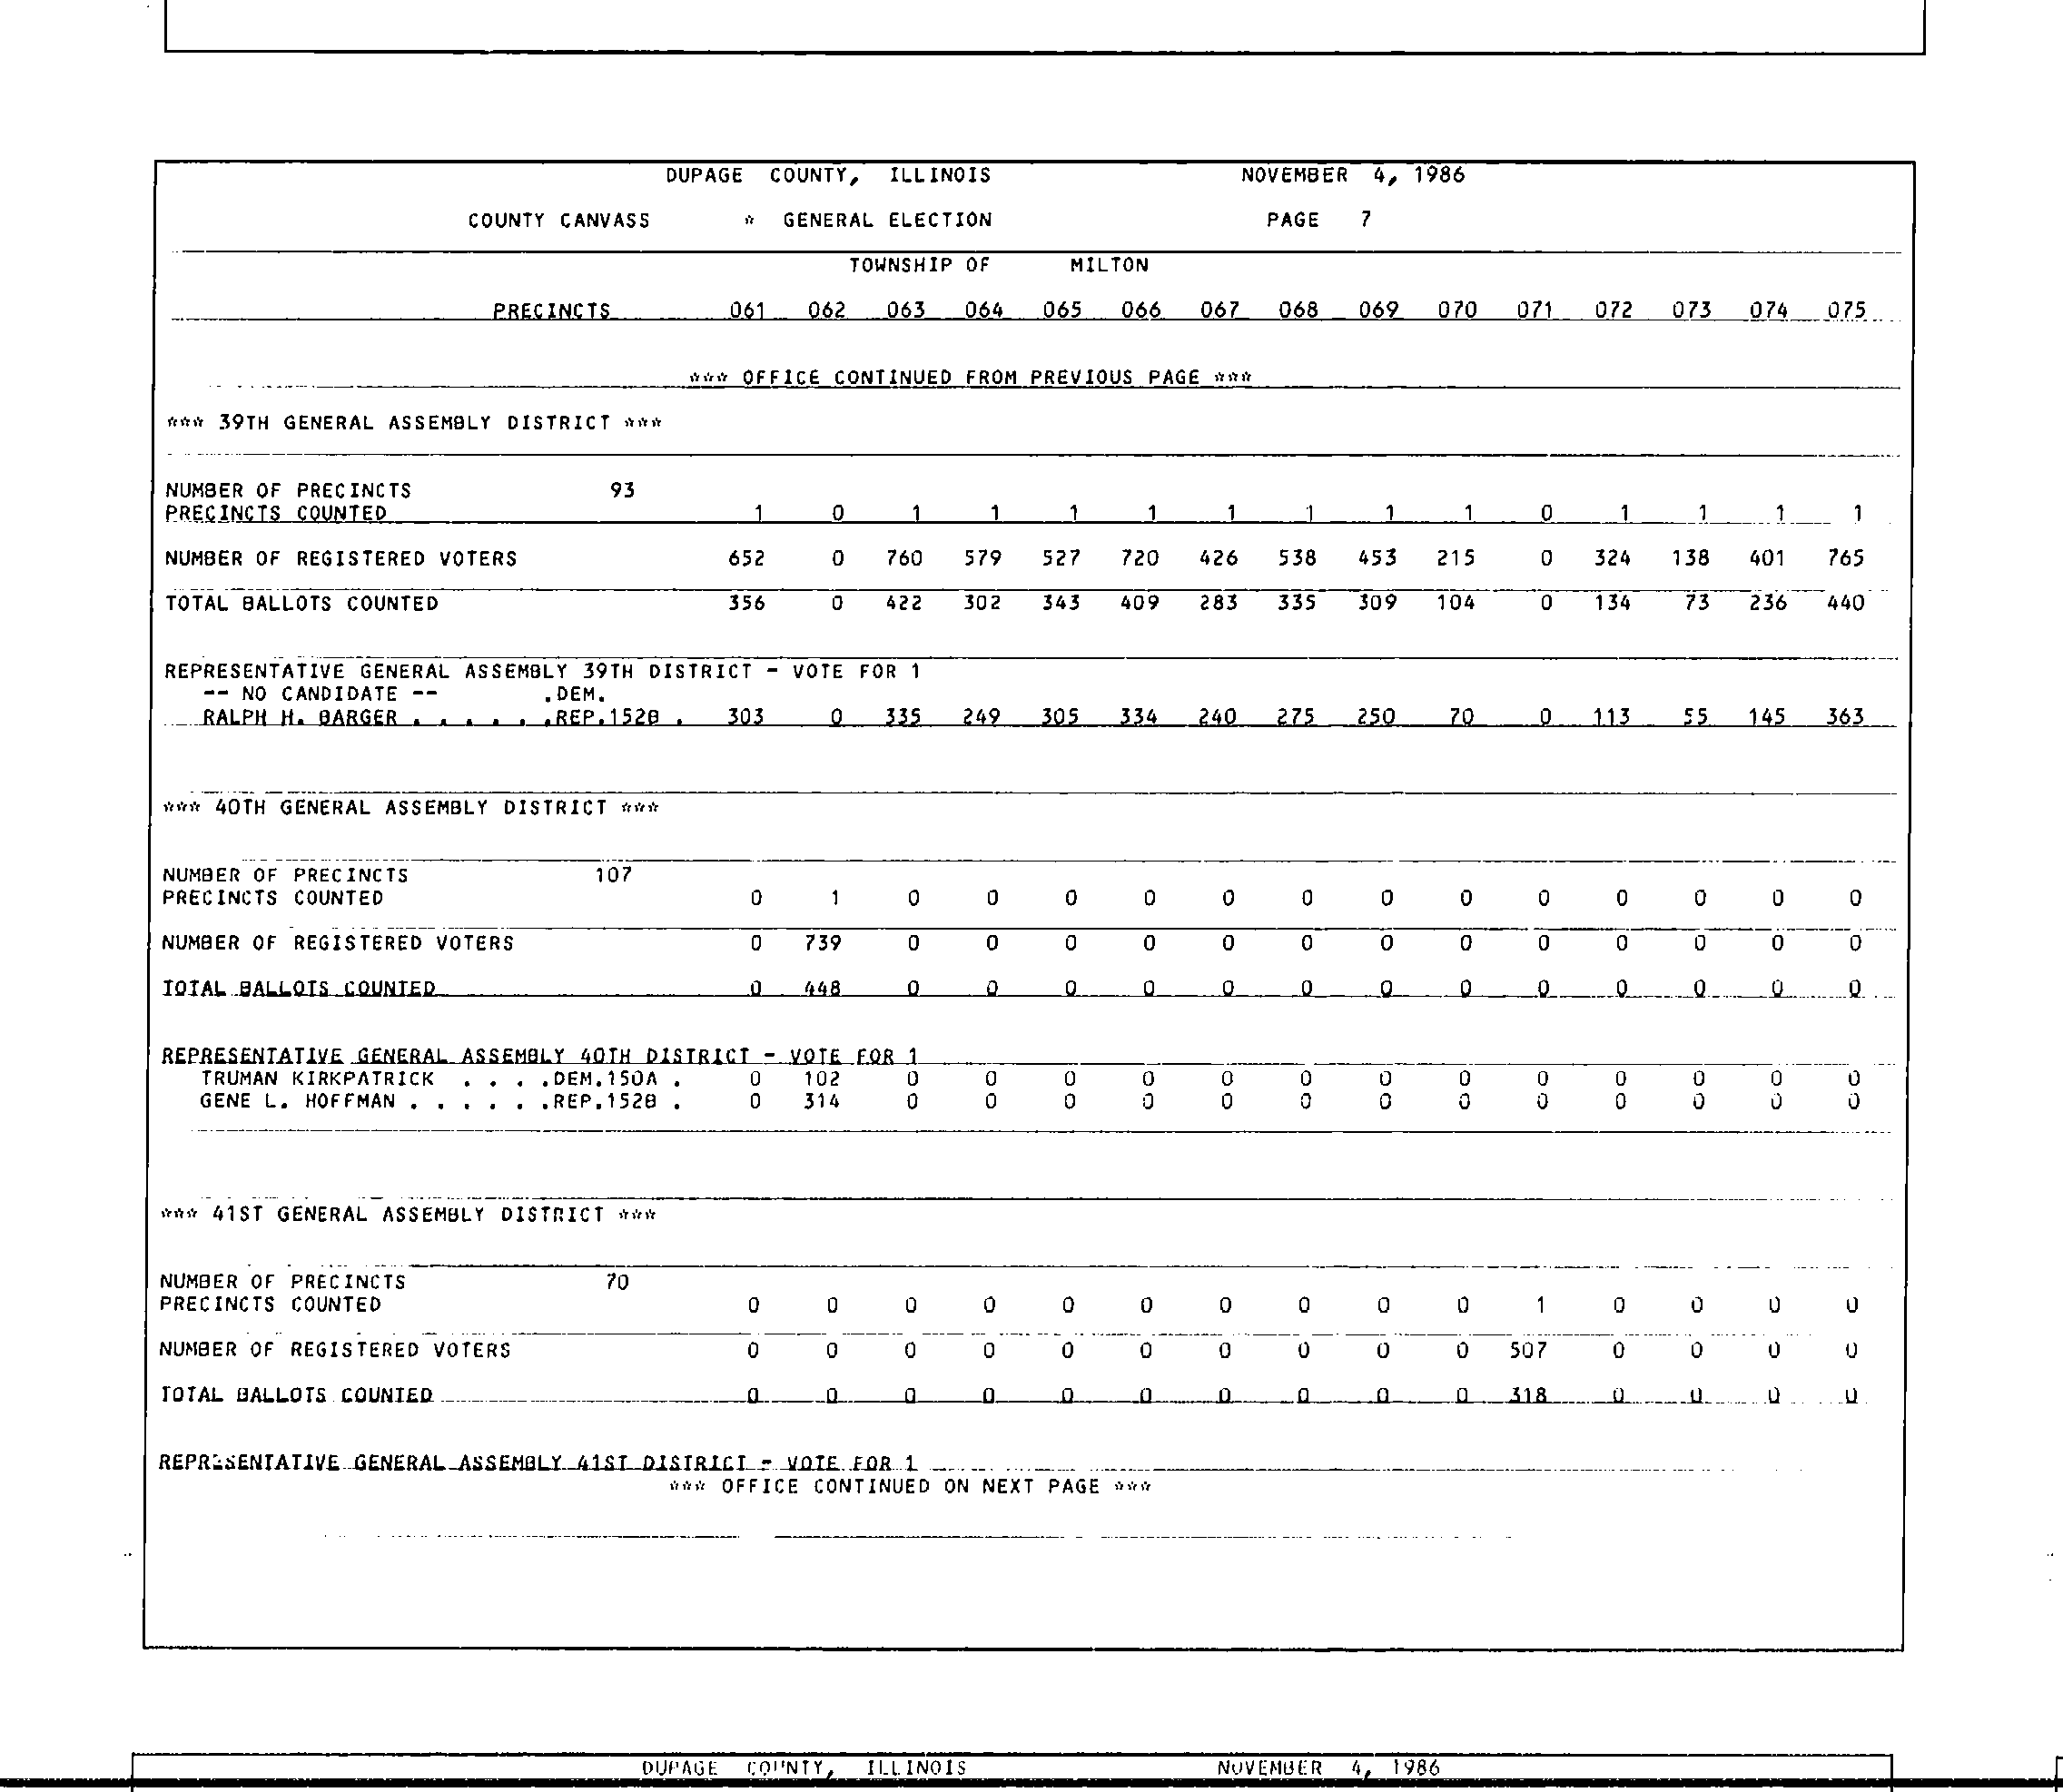 DUPAGE COUNTY, ILLINOIS NOVEMBER 4, 1986
COUNTY CANVASS * GENERAL ELECTION PAGE 7
TOWNSHIP OF MILTON
PRECINCTS 061 062 063 064 065 066 067 068 069 070 071 072 073 074 075
*** OFFICE CONTINUED FROM PREVIOUS PAGE ***
*** 39TH GENERAL ASSEMBLY DISTRICT ***
NUMBER OF PRECINCTS 93
PRECINCTS COUNTED 1 0 1 1 1 1 1 1 1 1 0 1 1 1 1
NUMBER OF REGISTERED VOTERS 652 0 760 579 527 720 426 538 453 215 0 324 138 401 765
TOTAL BALLOTS COUNTED 356 0 422 302 343 409 283 335 309 104 0 134 73 236 440
REPRESENTATIVE GENERAL ASSEMBLY 39TH DISTRICT - VOTE FOR 1
-- NO CANDIDATE -- .DEM.
RALPH H. BARGER . . . . . .REP.152B . 303 0 335 249 305 334 240 275 250 70 0 113 55 145 363
*** 40TH GENERAL ASSEMBLY DISTRICT ***
NUMBER OF PRECINCTS 107
PRECINCTS COUNTED 0 1 0 0 0 0 0 0 0 0 0 0 0 0 0
NUMBER OF REGISTERED VOTERS 0 739 0 0 0 0 0 0 0 0 0 0 0 0 0
TOTAL BALLOTS COUNTED 0 448 0 0 0 0 0 0 0 0 0 0 0 0 0
REPRESENTATIVE GENERAL ASSEMBLY 40TH DISTRICT - VOTE FOR 1
TRUMAN KIRKPATRICK . . . .DEM.150A . 0 102 0 0 0 0 0 0 0 0 0 0 0 0 0
GENE L. HOFFMAN . . . . . .REP.152B . 0 314 0 0 0 0 0 0 0 0 0 0 0 0 0
*** 41ST GENERAL ASSEMBLY DISTRICT ***
NUMBER OF PRECINCTS 70
PRECINCTS COUNTED 0 0 0 0 0 0 0 0 0 0 1 0 0 0 0
NUMBER OF REGISTERED VOTERS 0 0 0 0 0 0 0 0 0 0 507 0 0 0 0
TOTAL BALLOTS COUNTED 0 0 0 0 0 0 0 0 0 0 318 0 0 0 0
REPRESENTATIVE GENERAL ASSEMBLY 41ST DISTRICT - VOTE FOR 1
*** OFFICE CONTINUED ON NEXT PAGE ***
DUPAGE COUNTY, ILLINOIS NOVEMBER 4, 1986